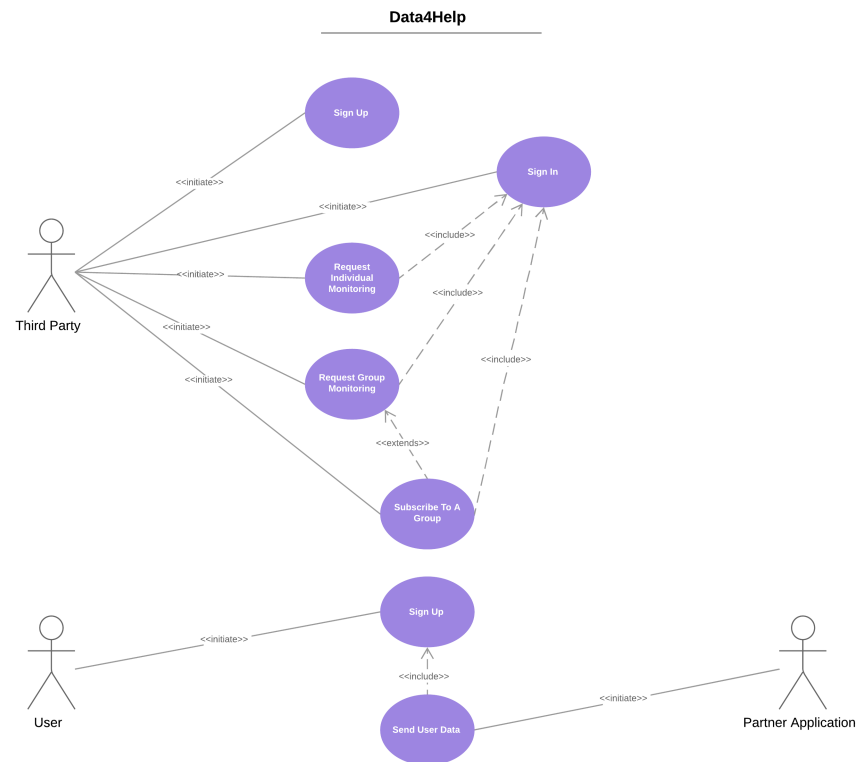 Data4Help
Sign Up
Sign In
<<initiate>>
<<initiate>>
<<include>>
Request
Individual
Monitoring
<<initiate>>
<<include>>
Third Party
<<initiate>>
<<include>>
Request Group
Monitoring
<<initiate>>
<<extends>>
Subscribe To A
Group
Sign Up
<<initiate>>
<<include>>
<<initiate>>
User
Send User Data
Partner Application